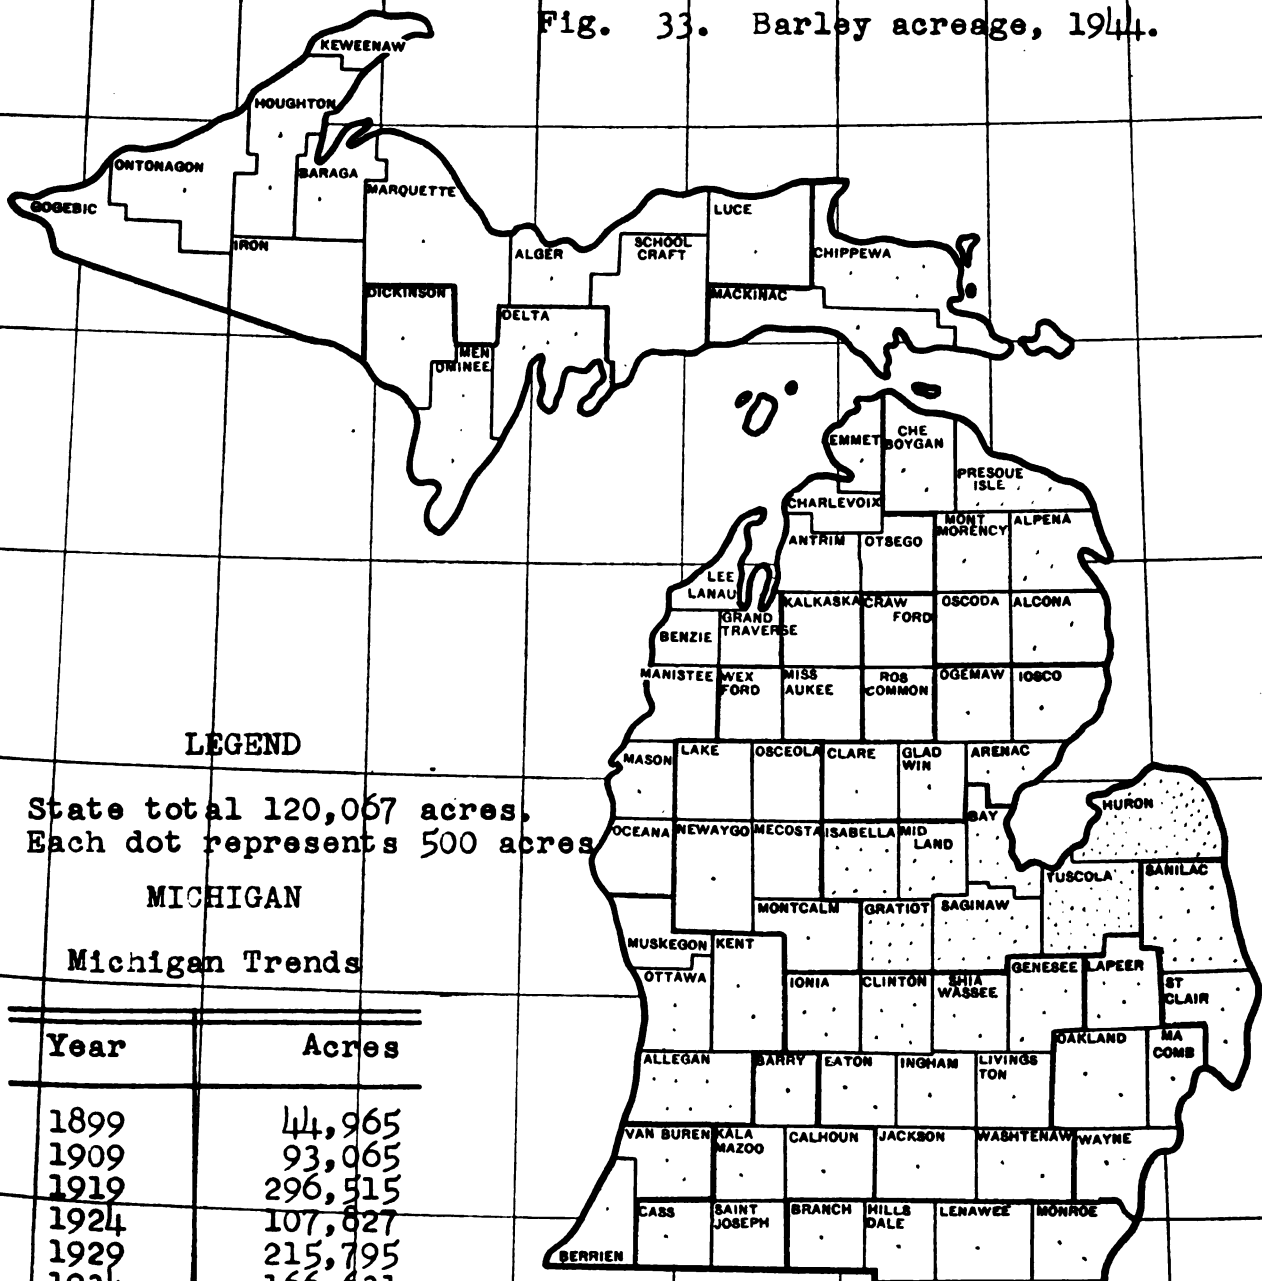 Fig. 33. Barley acreage, 1944.
KEWEENAW
HOUGHTON
ONTONAGON
BARAGA
MARQUETTE
GOGEBIC
LUCE
IRON
SCHOOL
CRAFT
ALGER
CHIPPEWA
DICKINSON
MACKINAC
DELTA
MEN
OMINEE
EMMET
CHE
BOYGAN
PRESQUE
ISLE
CHARLEVOIX
ANTRIM
OTSEGO
MONT
MORENCY
ALPENA
LEE
LANAU
KALKASKA
CRAW
FORD
OSCODA
ALCONA
GRAND
TRAVERSE
BENZIE
MANISTEE
WEX
FORD
MISS
AUKEE
ROS
COMMON
OGEMAW
IOSCO
LEGEND
State total 120,067 acres.
Each dot represents 500 acres
MASON
LAKE
OSCEOLA
CLARE
GLAD
WIN
ARENAC
HURON
BAY
OCEANA
NEWAYGO
MECOSTA
ISABELLA
MID
LAND
TUSCOLA
SANILAC
MONTCALM
GRATIOT
SAGINAW
MUSKEGON
KENT
OTTAWA
IONIA
CLINTON
SHIA
WASSEE
GENESEE
LAPEER
ST
CLAIR
ALLEGAN
BARRY
EATON
INGHAM
LIVINGS
TON
OAKLAND
MA
COMB
VAN BUREN
KALA
MAZOO
CALHOUN
JACKSON
WASHTENAW
WAYNE
CASS
SAINT
JOSEPH
BRANCH
HILLS
DALE
LENAWEE
MONROE
BERRIEN
MICHIGAN
Michigan Trends
Year Acres
1899 44,965
1909 93,065
1919 296,515
1924 107,827
1929 215,795